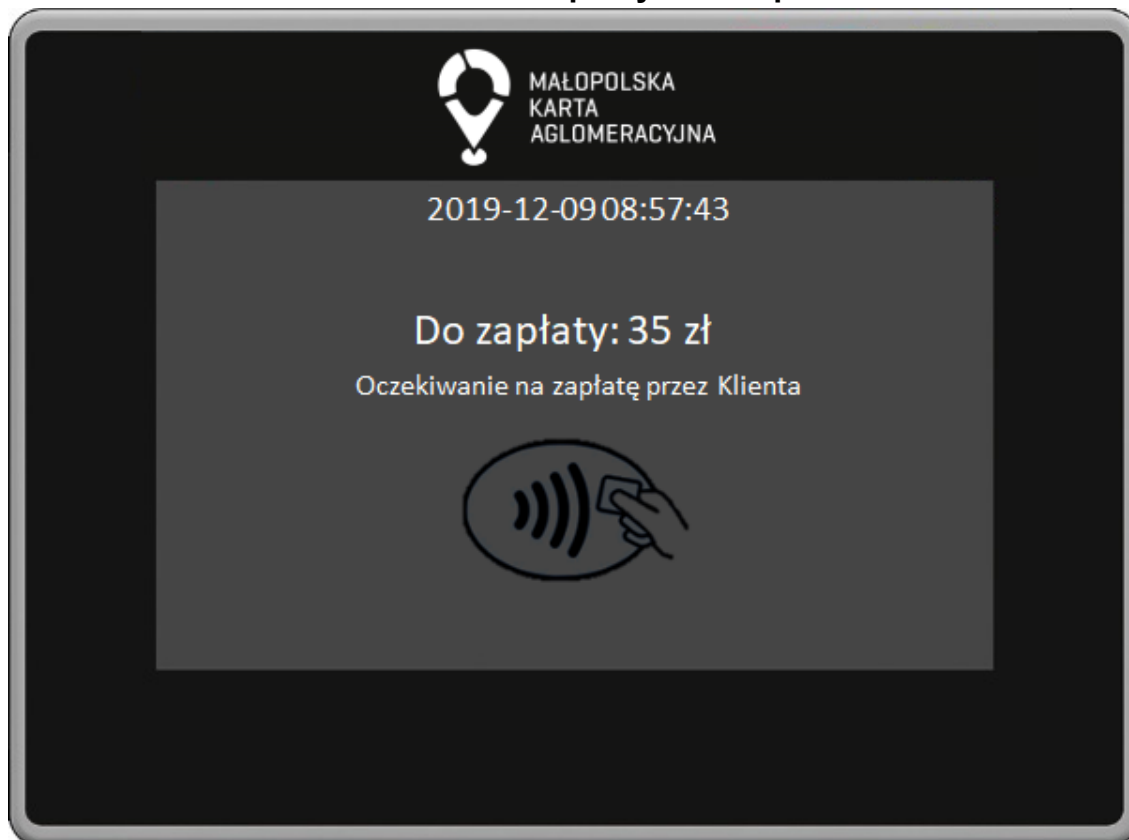 MAŁOPOLSKA
KARTA
AGLOMERACYJNA
2019-12-09 08:57:43
Do zapłaty: 35 zł
Oczekiwanie na zapłatę przez Klienta